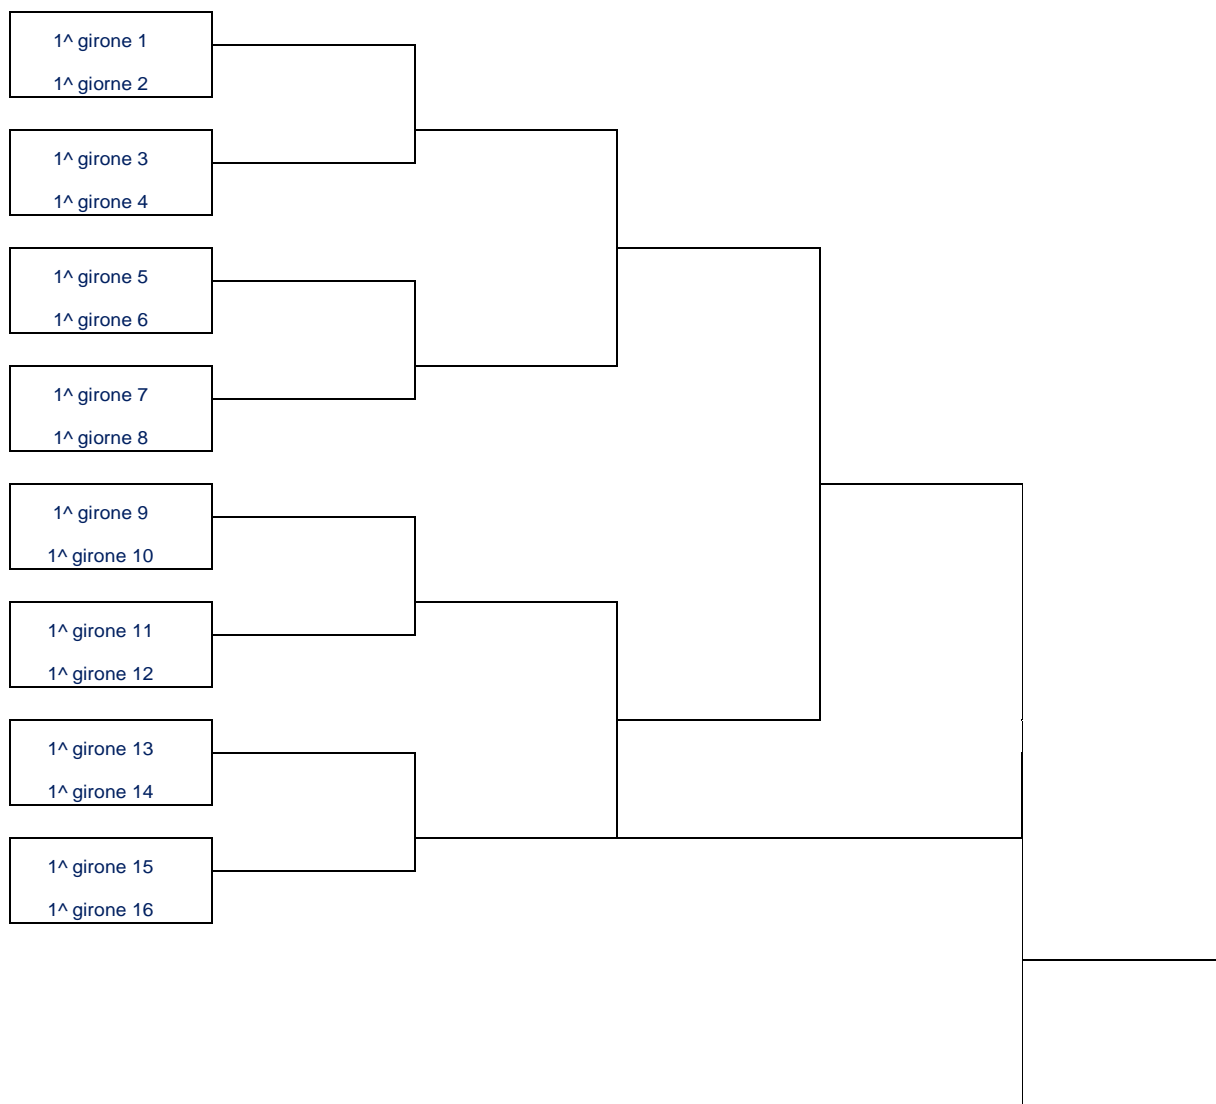 1^ girone 1
1^ giorne 2
1^ girone 3
1^ girone 4
1^ girone 5
1^ girone 6
1^ girone 7
1^ giorne 8
1^ girone 9
1^ girone 10
1^ girone 11
1^ girone 12
1^ girone 13
1^ girone 14
1^ girone 15
1^ girone 16